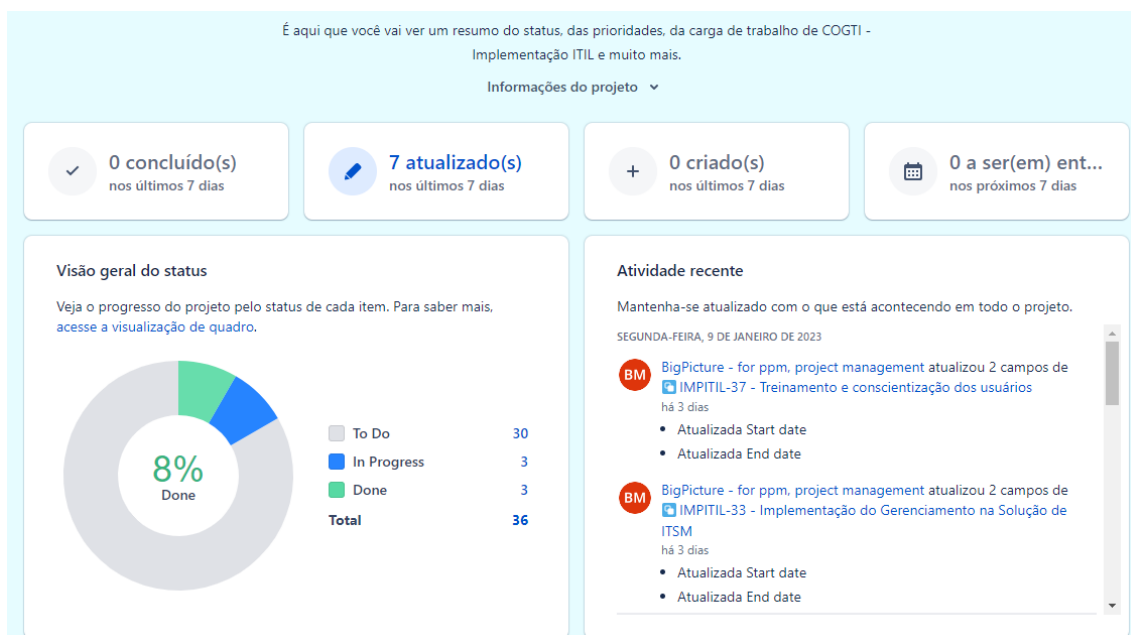 É aqui que você vai ver um resumo do status, das prioridades, da carga de trabalho de COGTI -
Implementação ITIL e muito mais.
Informações do projeto
0 concluído(s)
nos últimos 7 dias
7 atualizado(s)
nos últimos 7 dias
0 criado(s)
nos últimos 7 dias
0 a ser(em) ent...
nos próximos 7 dias
Visão geral do status
Veja o progresso do projeto pelo status de cada item. Para saber mais,
acesse a visualização de quadro.
8%
Done
To Do 30
In Progress 3
Done 3
Total 36
Atividade recente
Mantenha-se atualizado com o que está acontecendo em todo o projeto.
SEGUNDA-FEIRA, 9 DE JANEIRO DE 2023
BM
BigPicture - for ppm, project management atualizou 2 campos de
IMPITIL-37 - Treinamento e conscientização dos usuários
há 3 dias
• Atualizada Start date
• Atualizada End date
BM
BigPicture - for ppm, project management atualizou 2 campos de
IMPITIL-33 - Implementação do Gerenciamento na Solução de
ITSM
há 3 dias
• Atualizada Start date
• Atualizada End date